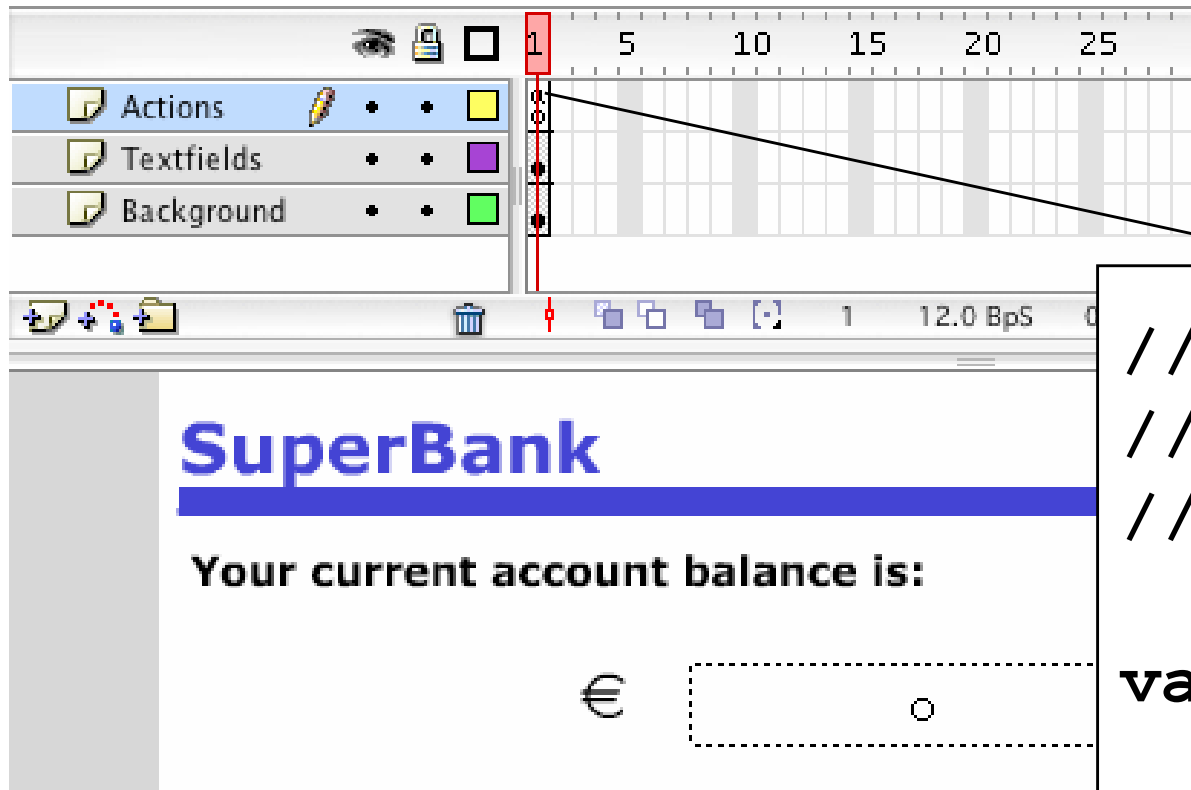 1 5 10 15 20 25
Actions
Textfields
Background
1 12.0 BpS
SuperBank
Your current account balance is:
€
//
//
//